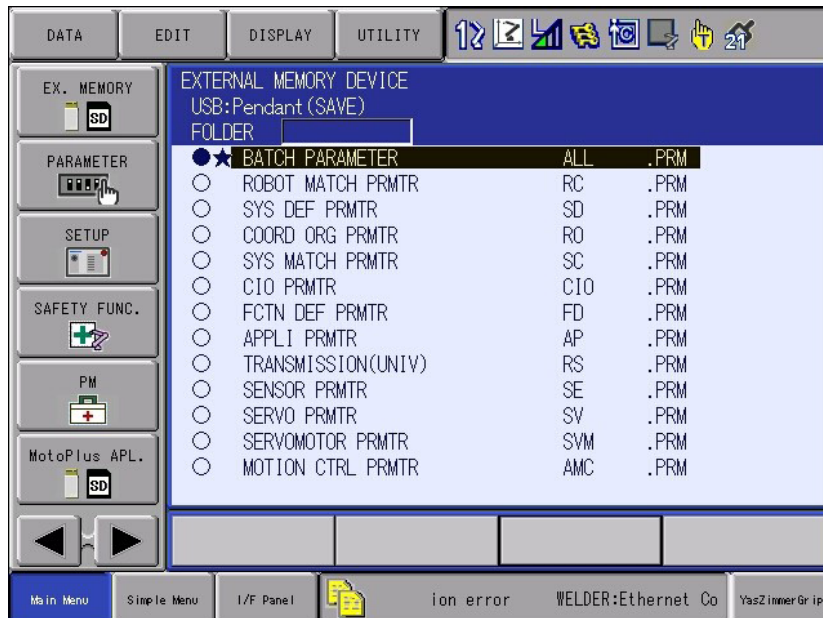 DATA EDIT DISPLAY UTILITY
21
EX. MEMORY
SD
PARAMETER
SETUP
SAFETY FUNC.
PM
MotoPlus APL.
SD
EXTERNAL MEMORY DEVICE
USB:Pendant(SAVE)
FOLDER
BATCH PARAMETER ALL .PRM
ROBOT MATCH PRMTR RC .PRM
SYS DEF PRMTR SD .PRM
COORD ORG PRMTR RO .PRM
SYS MATCH PRMTR SC .PRM
CIO PRMTR CIO .PRM
FCTN DEF PRMTR FD .PRM
APPLI PRMTR AP .PRM
TRANSMISSION(UNIV) RS .PRM
SENSOR PRMTR SE .PRM
SERVO PRMTR SV .PRM
SERVOMOTOR PRMTR SVM .PRM
MOTION CTRL PRMTR AMC .PRM
Main Menu Simple Menu I/F Panel ion error WELDER:Ethernet Co YasZimmerGrip